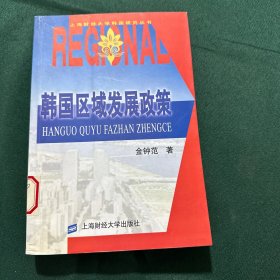 上海财经大学韩国研究丛书
REGIONAL
韩国区域发展政策
HANGUO QUYU FAZHAN ZHENGCE
金钟范 著
上海财经大学出版社